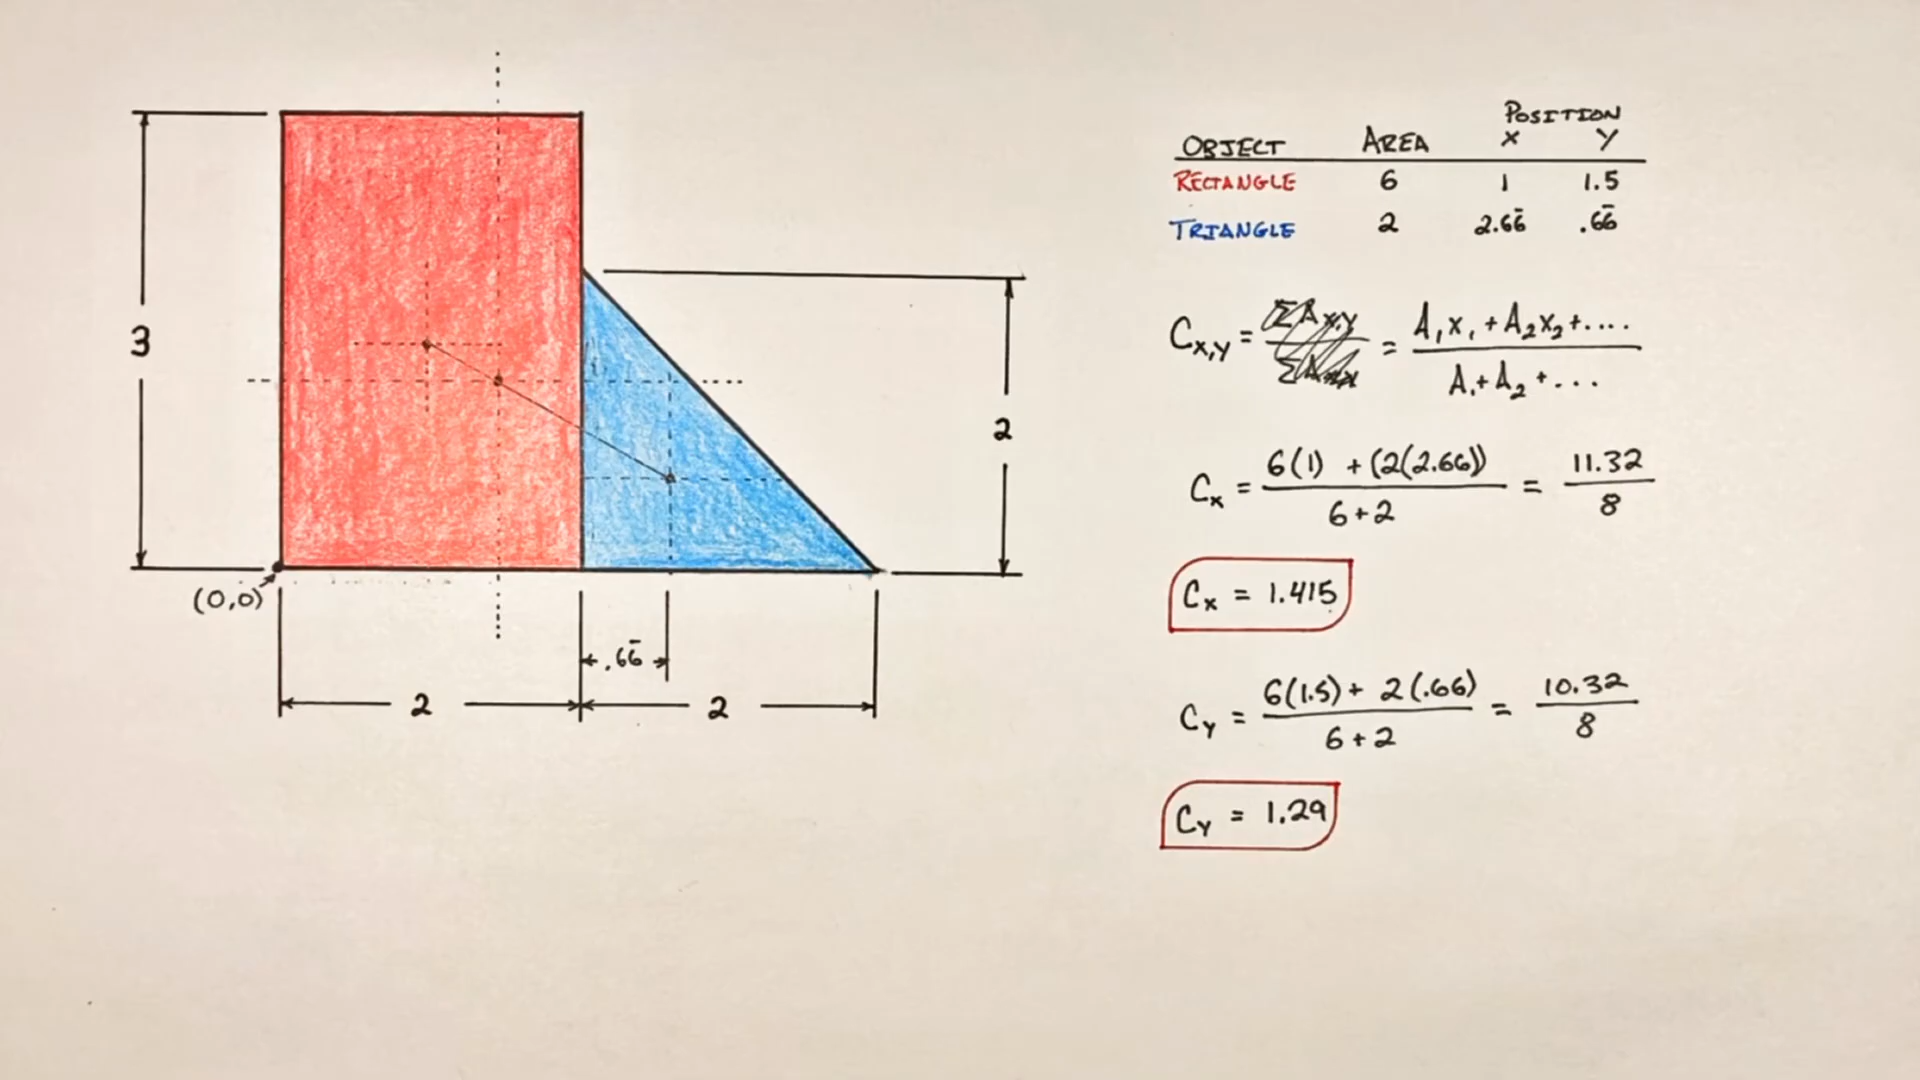 3
2
(0,0)
.66̅
2
2
POSITION
OBJECT AREA X Y
RECTANGLE 6 1 1.5
TRIANGLE 2 2.66̅ .66̅
Cx,y = = A₁x₁ + A₂x₂ + ....
A₁ + A₂ + ...
Cx = 6(1) + (2(2.66)) = 11.32
6+2 8
Cx = 1.415
Cy = 6(1.5) + 2(.66) = 10.32
6+2 8
Cy = 1.29